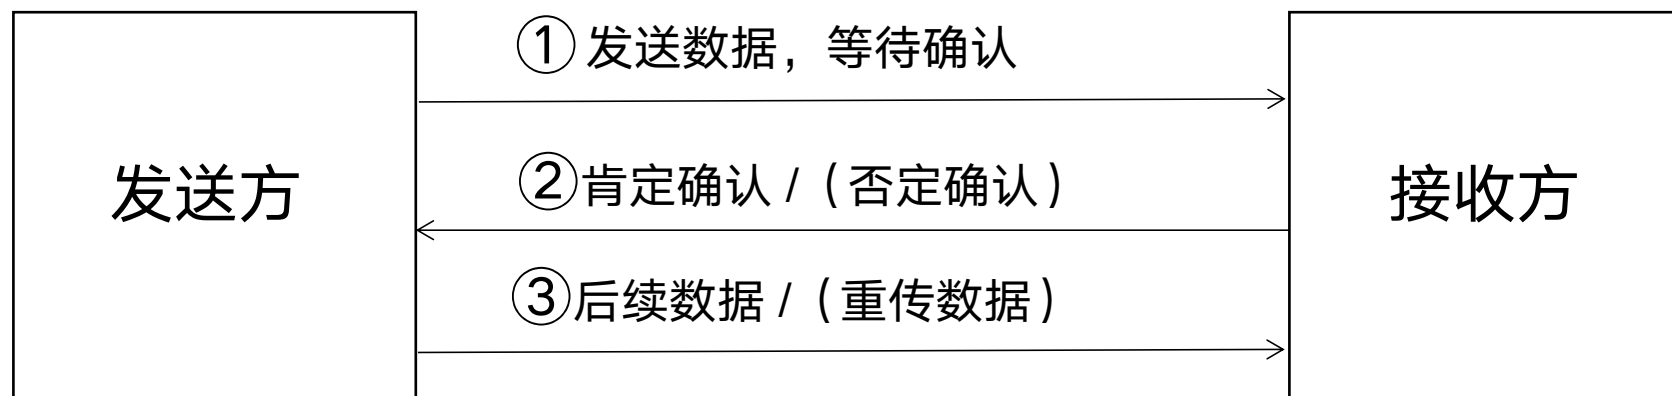 ① 发送数据，等待确认
发送方
②肯定确认 /（否定确认）
接收方
③后续数据 /（重传数据）